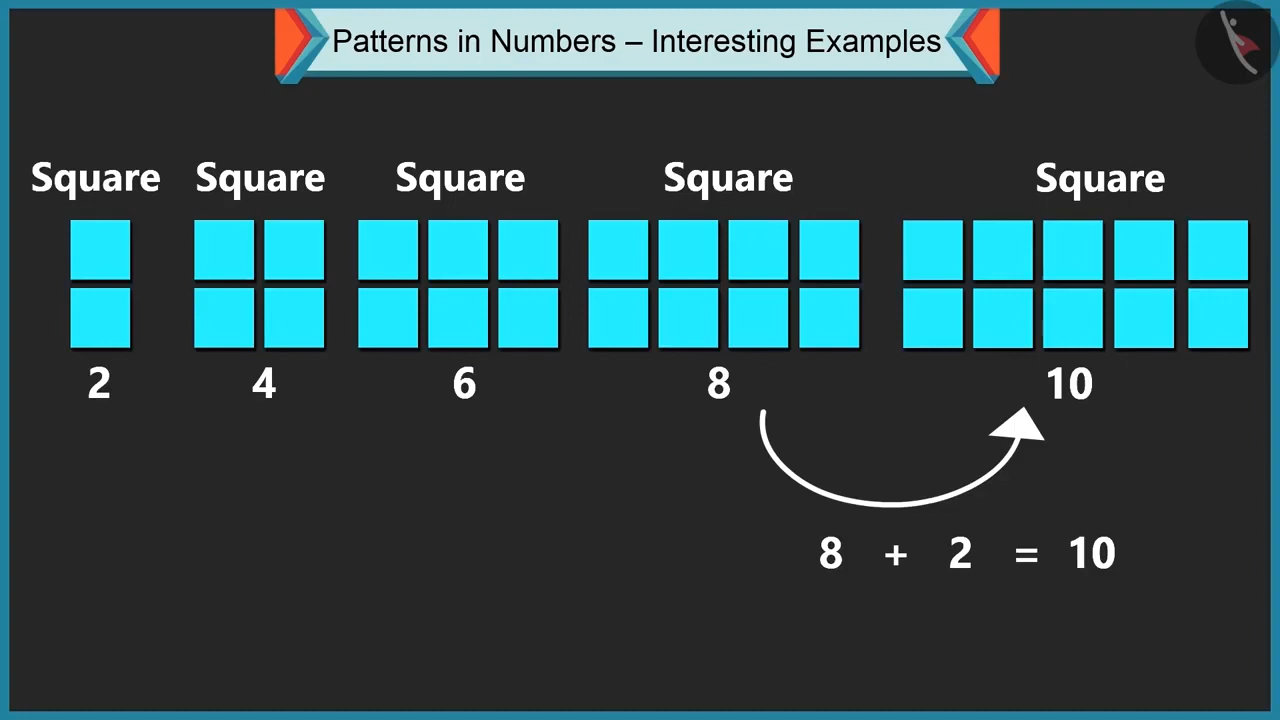 Patterns in Numbers – Interesting Examples
Square Square Square Square Square
2 4 6 8 10
8 + 2 = 10